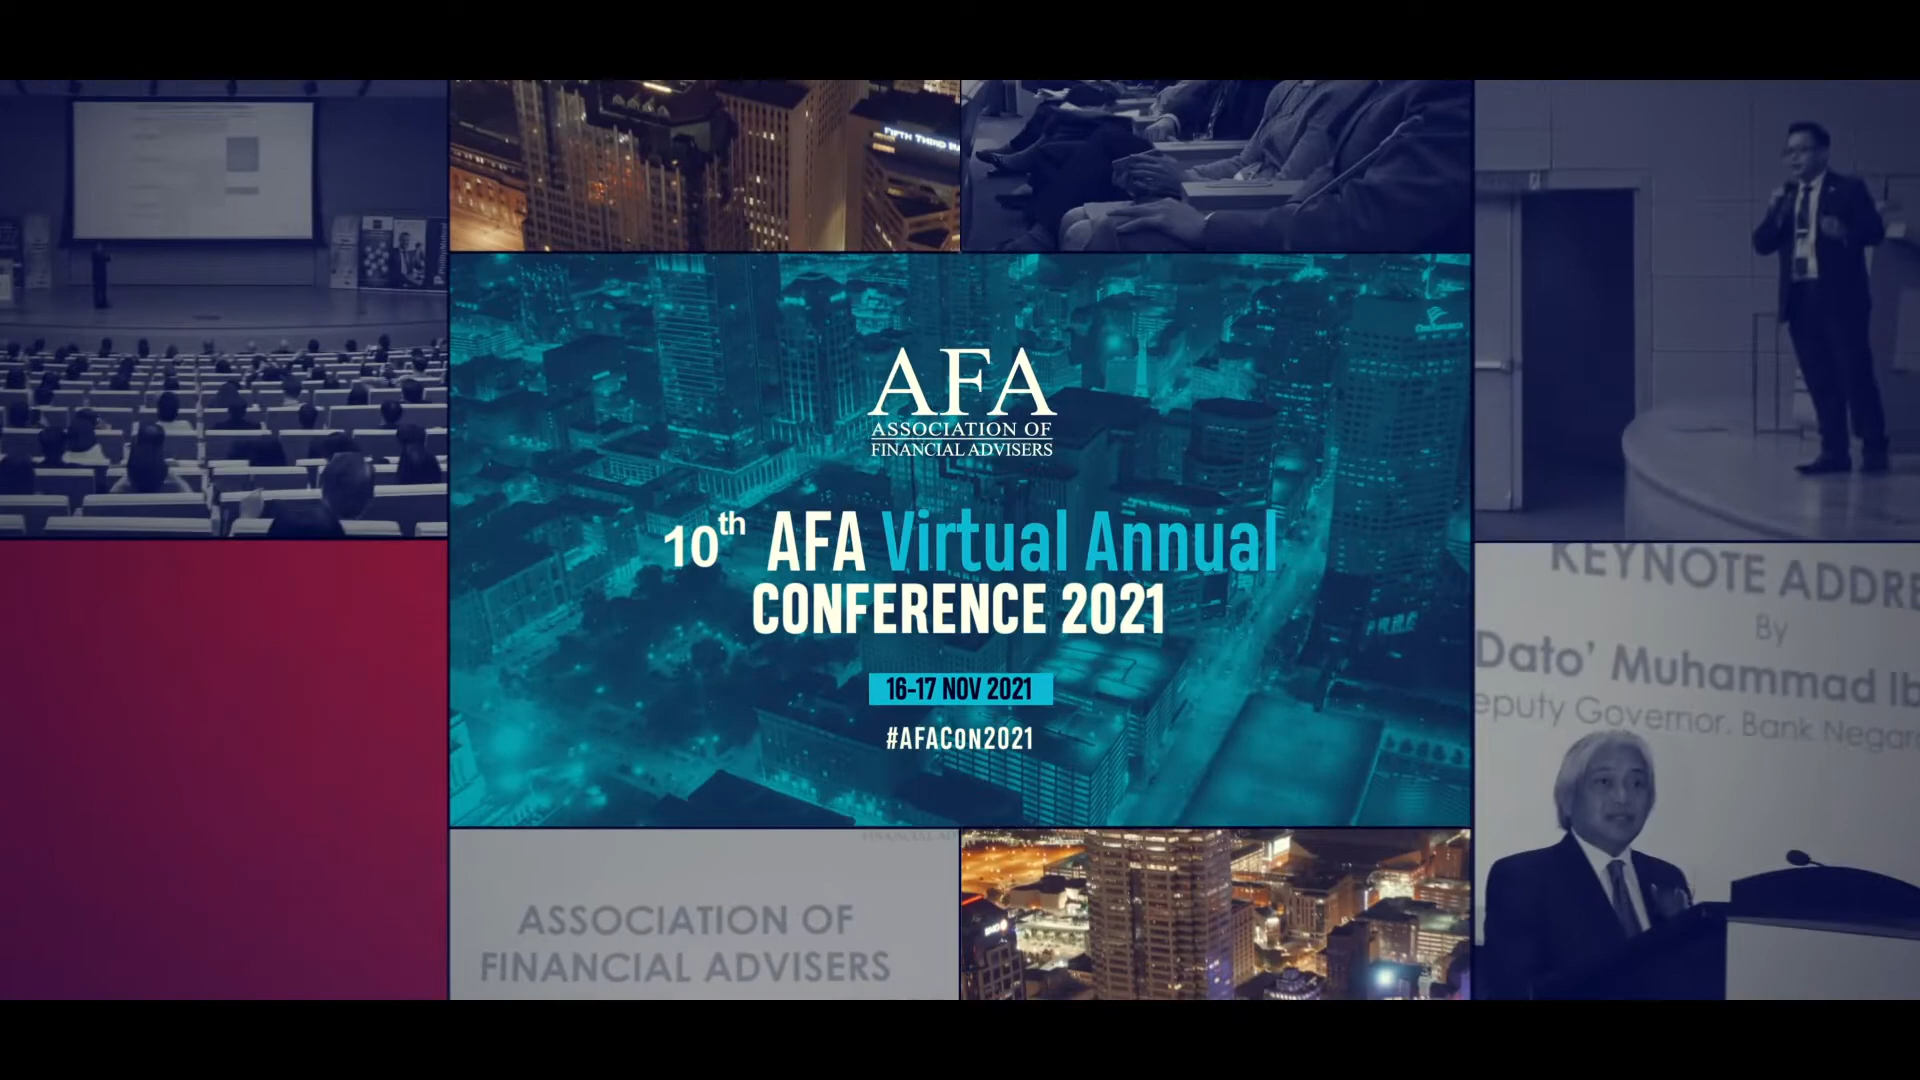 FIFTH THIRD
AFA
ASSOCIATION OF
FINANCIAL ADVISERS
10th AFA Virtual Annual
CONFERENCE 2021
16-17 NOV 2021
#AFACon2021
KEYNOTE ADDRE
By
Dato' Muhammad Ib
eputy Governor, Bank Negar
ASSOCIATION OF
FINANCIAL ADVISERS